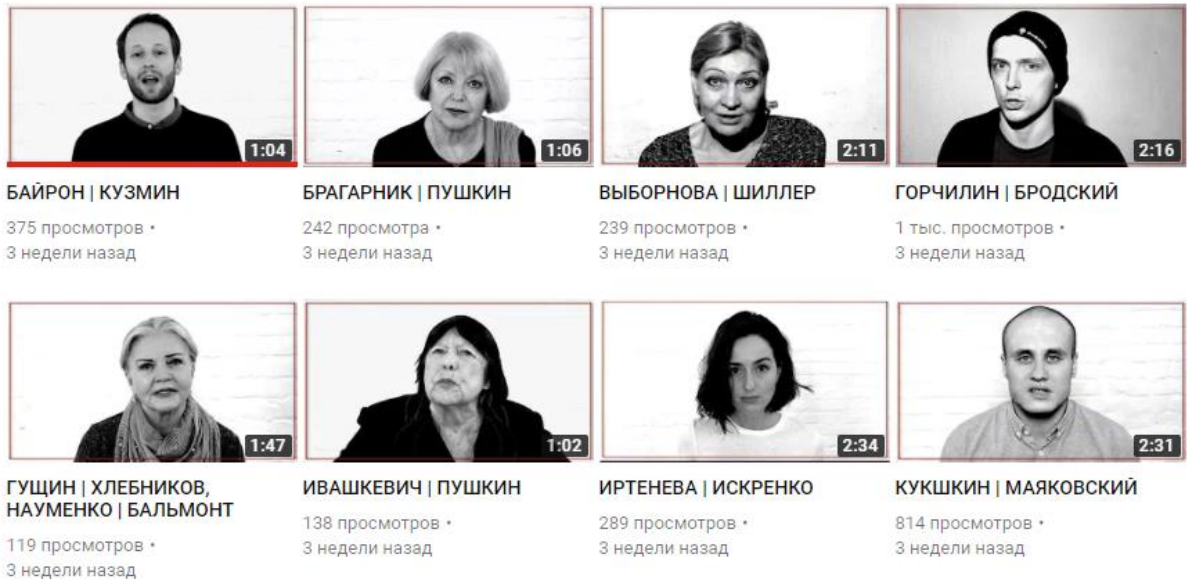 1:04
1:06
2:11
2:16
БАЙРОН | КУЗМИН
БРАГАРНИК | ПУШКИН
ВЫБОРНОВА | ШИЛЛЕР
ГОРЧИЛИН | БРОДСКИЙ
375 просмотров •
242 просмотра •
239 просмотров •
1 тыс. просмотров •
3 недели назад
3 недели назад
3 недели назад
3 недели назад
1:47
1:02
2:34
2:31
ГУЩИН | ХЛЕБНИКОВ,
НАУМЕНКО | БАЛЬМОНТ
ИВАШКЕВИЧ | ПУШКИН
ИРТЕНЕВА | ИСКРЕНКО
КУКШКИН | МАЯКОВСКИЙ
119 просмотров •
138 просмотров •
289 просмотров •
814 просмотров •
3 недели назад
3 недели назад
3 недели назад
3 недели назад